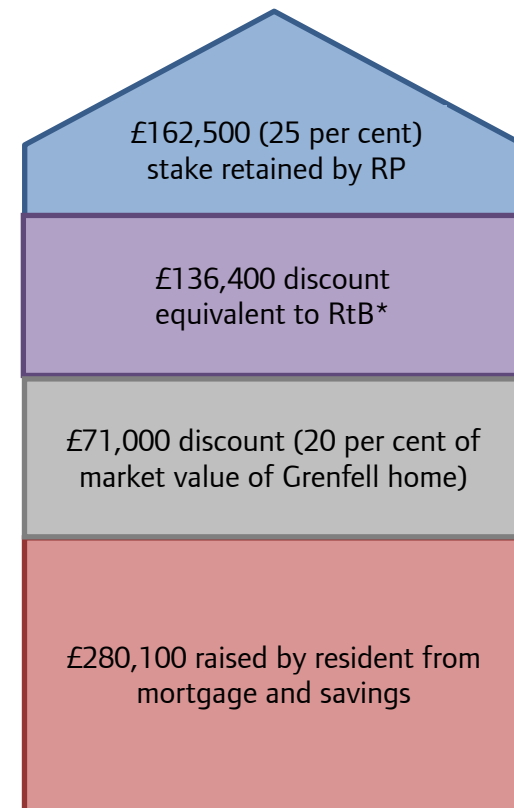 £162,500 (25 per cent)
stake retained by RP
£136,400 discount
equivalent to RtB*
£71,000 discount (20 per cent of
market value of Grenfell home)
£280,100 raised by resident from
mortgage and savings